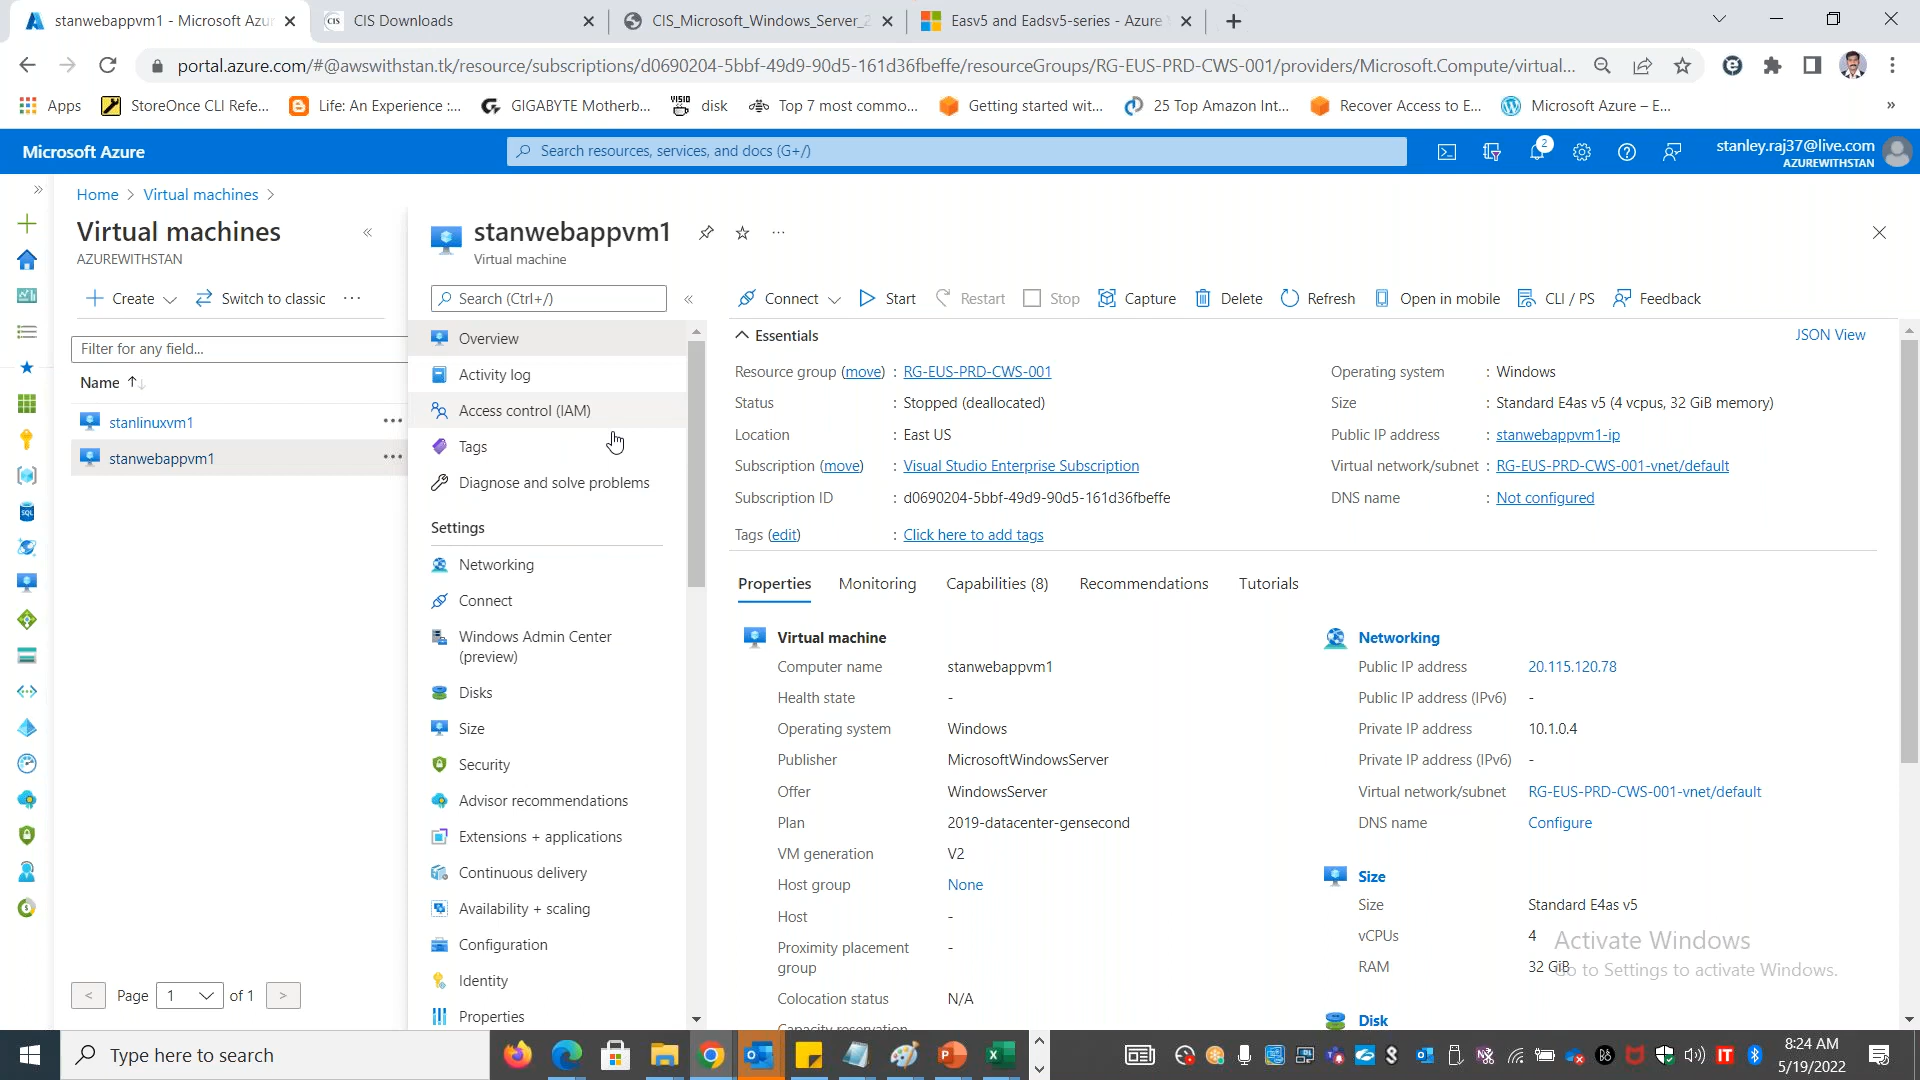 stanwebappvm1 - Microsoft Azur
CIS Downloads
CIS_Microsoft_Windows_Server_2
Easv5 and Eadsv5-series - Azure
portal.azure.com/#@awswithstan.tk/resource/subscriptions/d0690204-5bbf-49d9-90d5-161d36fbeffe/resourceGroups/RG-EUS-PRD-CWS-001/providers/Microsoft.Compute/virtual...
Apps
StoreOnce CLI Refe...
Life: An Experience :...
GIGABYTE Motherb...
disk
Top 7 most commo...
Getting started wit...
25 Top Amazon Int...
Recover Access to E...
Microsoft Azure – E...
Microsoft Azure
Search resources, services, and docs (G+/)
2
stanley.raj37@live.com
AZUREWITHSTAN
Home > Virtual machines >
Virtual machines
AZUREWITHSTAN
Create
Switch to classic
Filter for any field...
Name
stanlinuxvm1
stanwebappvm1
< Page 1 of 1 >
stanwebappvm1
Virtual machine
Search (Ctrl+/)
Overview
Activity log
Access control (IAM)
Tags
Diagnose and solve problems
Settings
Networking
Connect
Windows Admin Center
(preview)
Disks
Size
Security
Advisor recommendations
Extensions + applications
Continuous delivery
Availability + scaling
Configuration
Identity
Properties
Connect
Start
Restart
Stop
Capture
Delete
Refresh
Open in mobile
CLI / PS
Feedback
Essentials
JSON View
Resource group (move) : RG-EUS-PRD-CWS-001
Status : Stopped (deallocated)
Location : East US
Subscription (move) : Visual Studio Enterprise Subscription
Subscription ID : d0690204-5bbf-49d9-90d5-161d36fbeffe
Tags (edit) : Click here to add tags
Operating system : Windows
Size : Standard E4as v5 (4 vcpus, 32 GiB memory)
Public IP address : stanwebappvm1-ip
Virtual network/subnet : RG-EUS-PRD-CWS-001-vnet/default
DNS name : Not configured
Properties
Monitoring
Capabilities (8)
Recommendations
Tutorials
Virtual machine
Computer name stanwebappvm1
Health state -
Operating system Windows
Publisher MicrosoftWindowsServer
Offer WindowsServer
Plan 2019-datacenter-gensecond
VM generation V2
Host group None
Host -
Proximity placement -
group
Colocation status N/A
Capacity reservation
Networking
Public IP address 20.115.120.78
Public IP address (IPv6) -
Private IP address 10.1.0.4
Private IP address (IPv6) -
Virtual network/subnet RG-EUS-PRD-CWS-001-vnet/default
DNS name Configure
Size
Size Standard E4as v5
vCPUs 4
RAM 32 GiB
Disk
Activate Windows
Go to Settings to activate Windows.
Type here to search
8:24 AM
5/19/2022